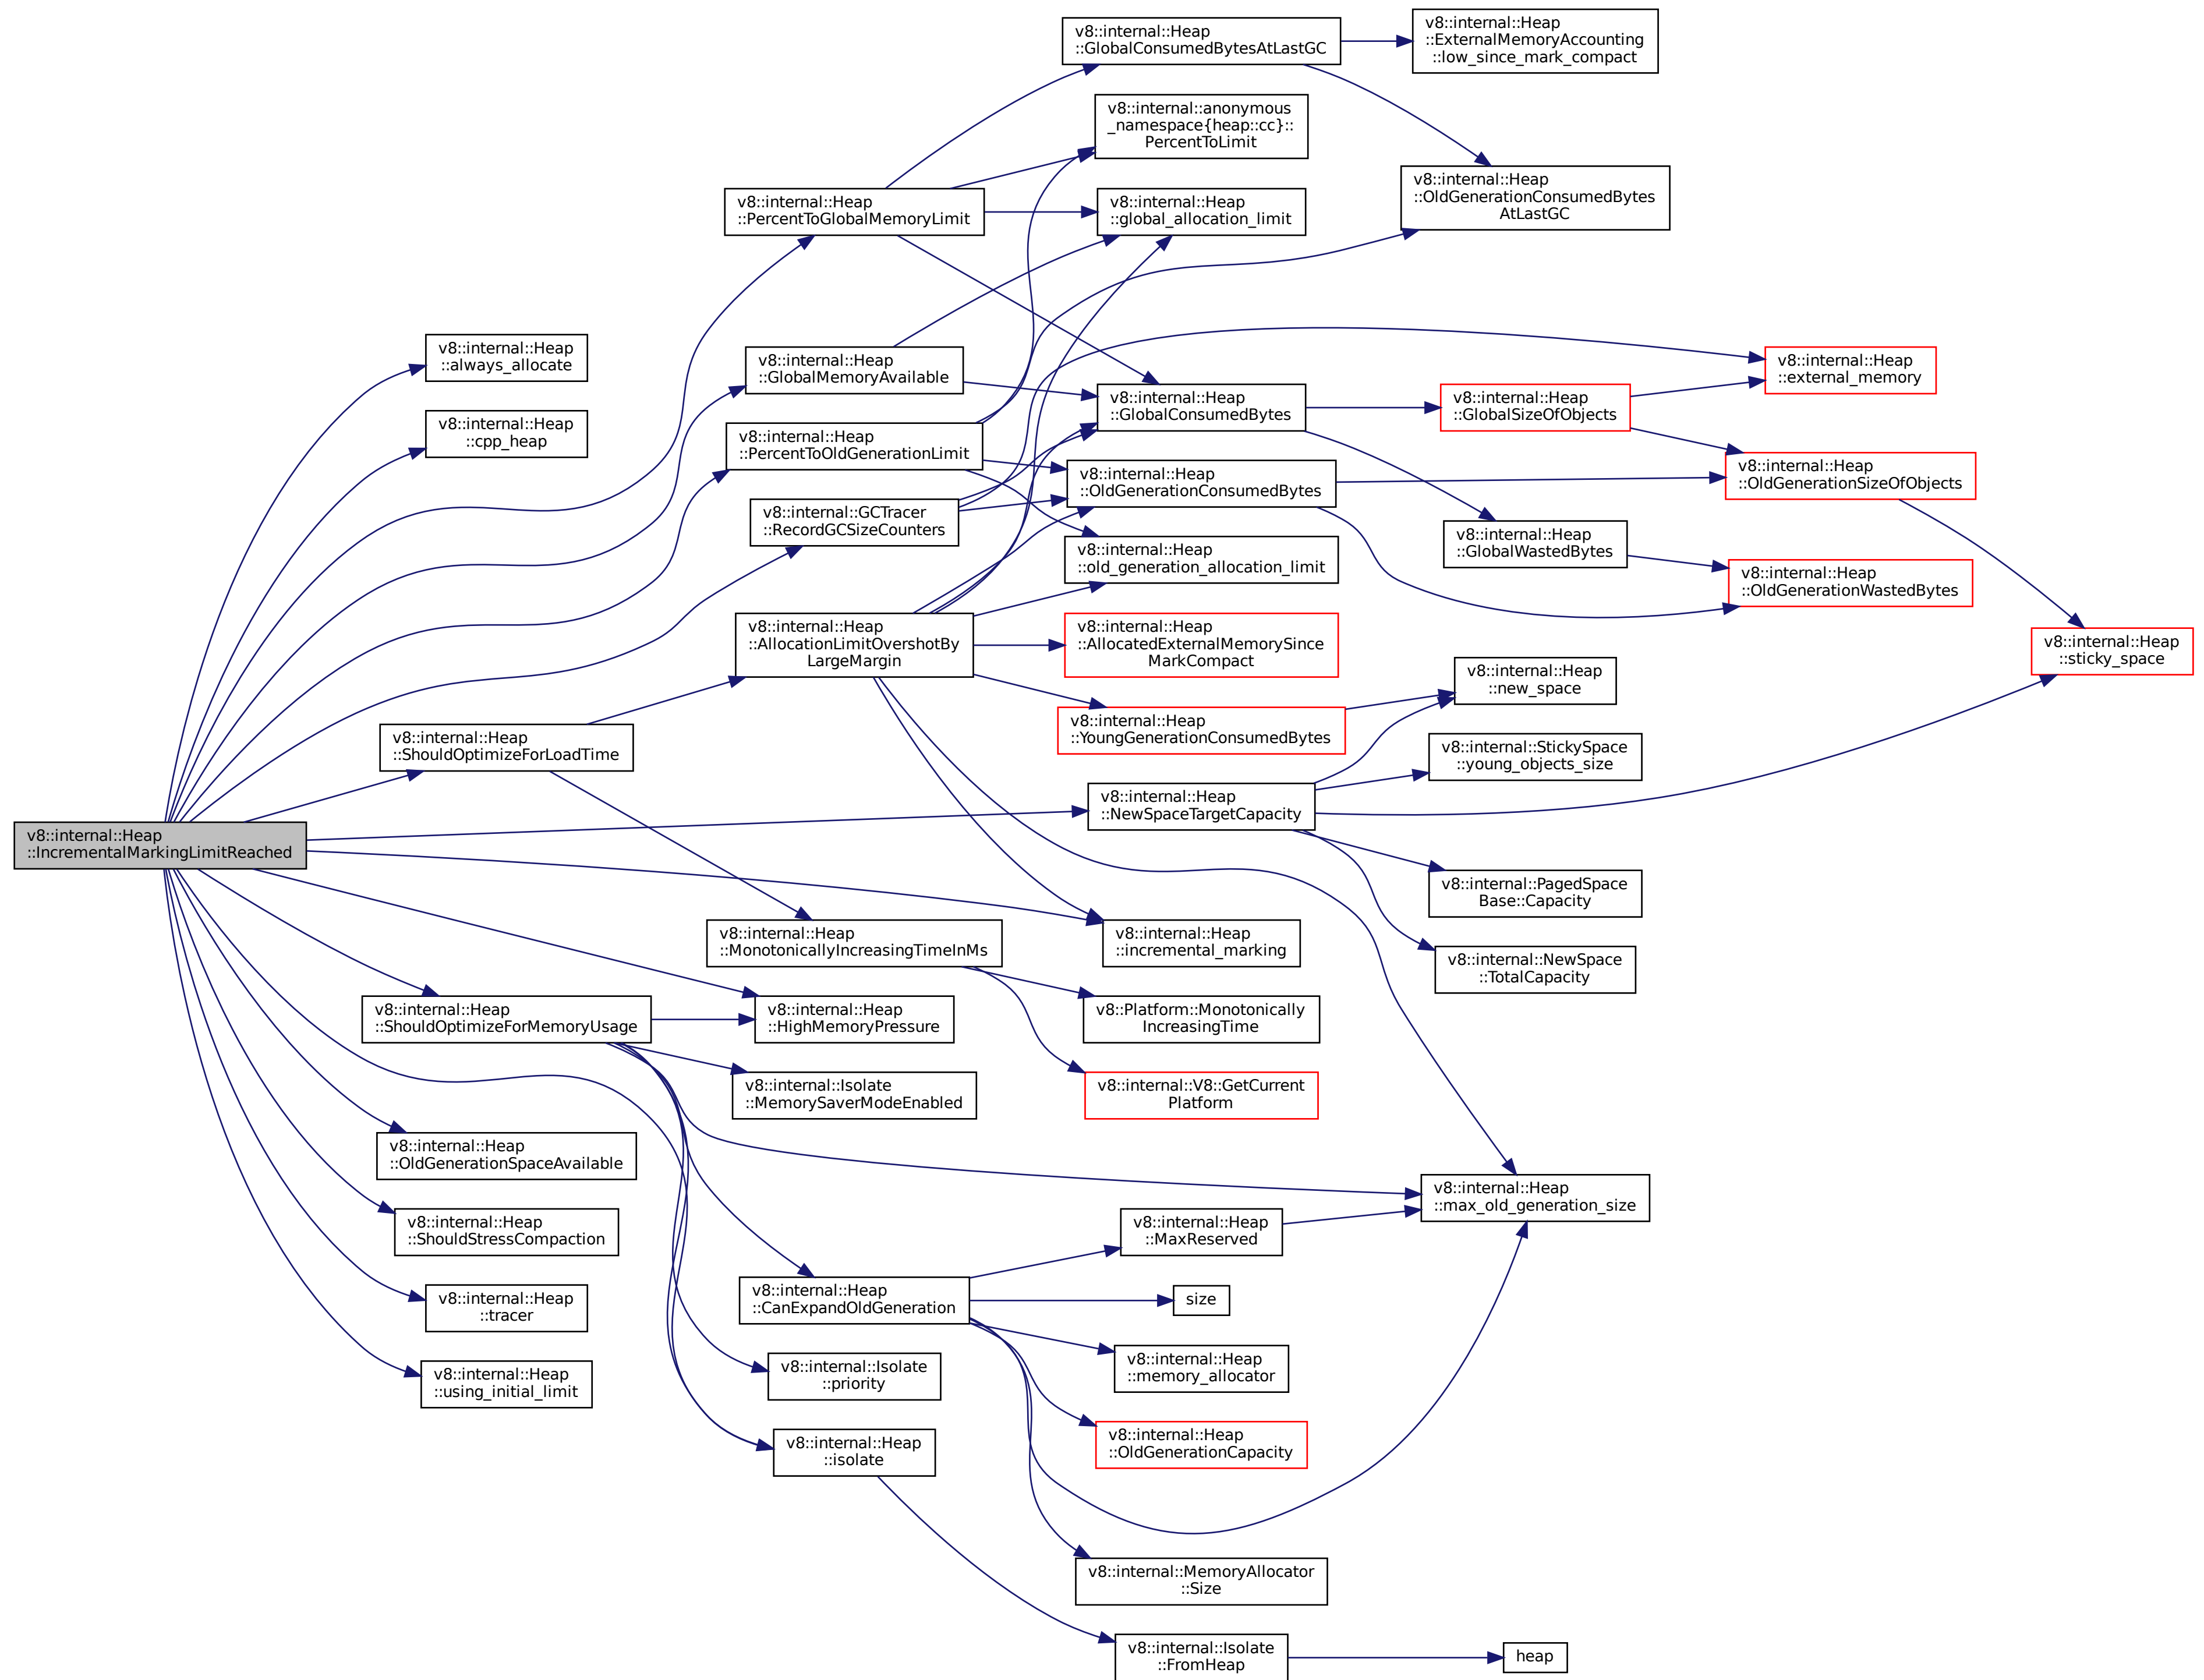 v8::internal::Heap
::IncrementalMarkingLimitReached
v8::internal::Heap
::always_allocate
v8::internal::Heap
::cpp_heap
v8::internal::Heap
::ShouldOptimizeForLoadTime
v8::internal::Heap
::ShouldOptimizeForMemoryUsage
v8::internal::Heap
::OldGenerationSpaceAvailable
v8::internal::Heap
::ShouldStressCompaction
v8::internal::Heap
::tracer
v8::internal::Heap
::using_initial_limit
v8::internal::Heap
::PercentToGlobalMemoryLimit
v8::internal::Heap
::GlobalMemoryAvailable
v8::internal::Heap
::PercentToOldGenerationLimit
v8::internal::GCTracer
::RecordGCSizeCounters
v8::internal::Heap
::AllocationLimitOvershotBy
LargeMargin
v8::internal::Heap
::MonotonicallyIncreasingTimeInMs
v8::internal::Heap
::HighMemoryPressure
v8::internal::Isolate
::MemorySaverModeEnabled
v8::internal::Heap
::CanExpandOldGeneration
v8::internal::Isolate
::priority
v8::internal::Heap
::isolate
v8::internal::Heap
::GlobalConsumedBytesAtLastGC
v8::internal::anonymous
_namespace{heap::cc}::
PercentToLimit
v8::internal::Heap
::global_allocation_limit
v8::internal::Heap
::GlobalConsumedBytes
v8::internal::Heap
::OldGenerationConsumedBytes
v8::internal::Heap
::old_generation_allocation_limit
v8::internal::Heap
::AllocatedExternalMemorySince
MarkCompact
v8::internal::Heap
::YoungGenerationConsumedBytes
v8::internal::Heap
::NewSpaceTargetCapacity
v8::internal::Heap
::incremental_marking
v8::Platform::Monotonically
IncreasingTime
v8::internal::V8::GetCurrent
Platform
v8::internal::Heap
::MaxReserved
size
v8::internal::Heap
::memory_allocator
v8::internal::Heap
::OldGenerationCapacity
v8::internal::MemoryAllocator
::Size
v8::internal::Isolate
::FromHeap
v8::internal::Heap
::ExternalMemoryAccounting
::low_since_mark_compact
v8::internal::Heap
::OldGenerationConsumedBytes
AtLastGC
v8::internal::Heap
::GlobalSizeOfObjects
v8::internal::Heap
::GlobalWastedBytes
v8::internal::Heap
::new_space
v8::internal::StickySpace
::young_objects_size
v8::internal::PagedSpace
Base::Capacity
v8::internal::NewSpace
::TotalCapacity
v8::internal::Heap
::max_old_generation_size
heap
v8::internal::Heap
::external_memory
v8::internal::Heap
::OldGenerationSizeOfObjects
v8::internal::Heap
::OldGenerationWastedBytes
v8::internal::Heap
::sticky_space